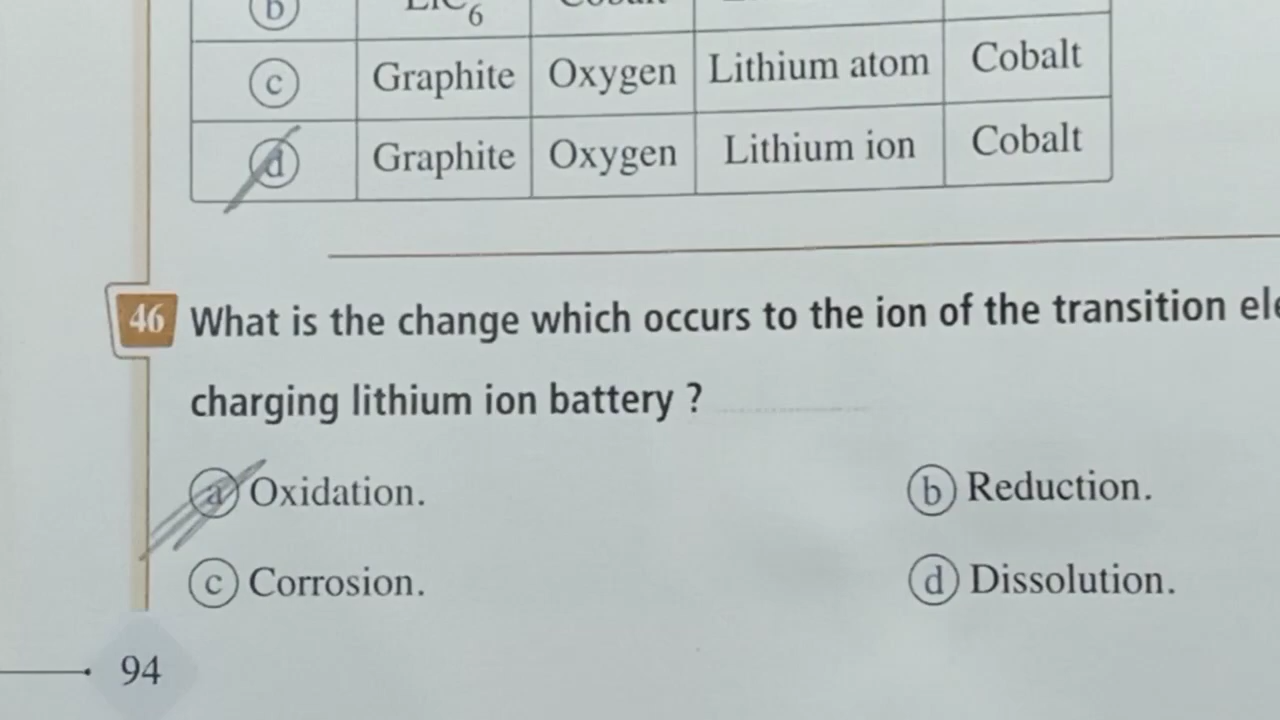 b
6
c Graphite Oxygen Lithium atom Cobalt
d Graphite Oxygen Lithium ion Cobalt
46 What is the change which occurs to the ion of the transition
charging lithium ion battery ?
a Oxidation. b Reduction.
c Corrosion. d Dissolution.
94